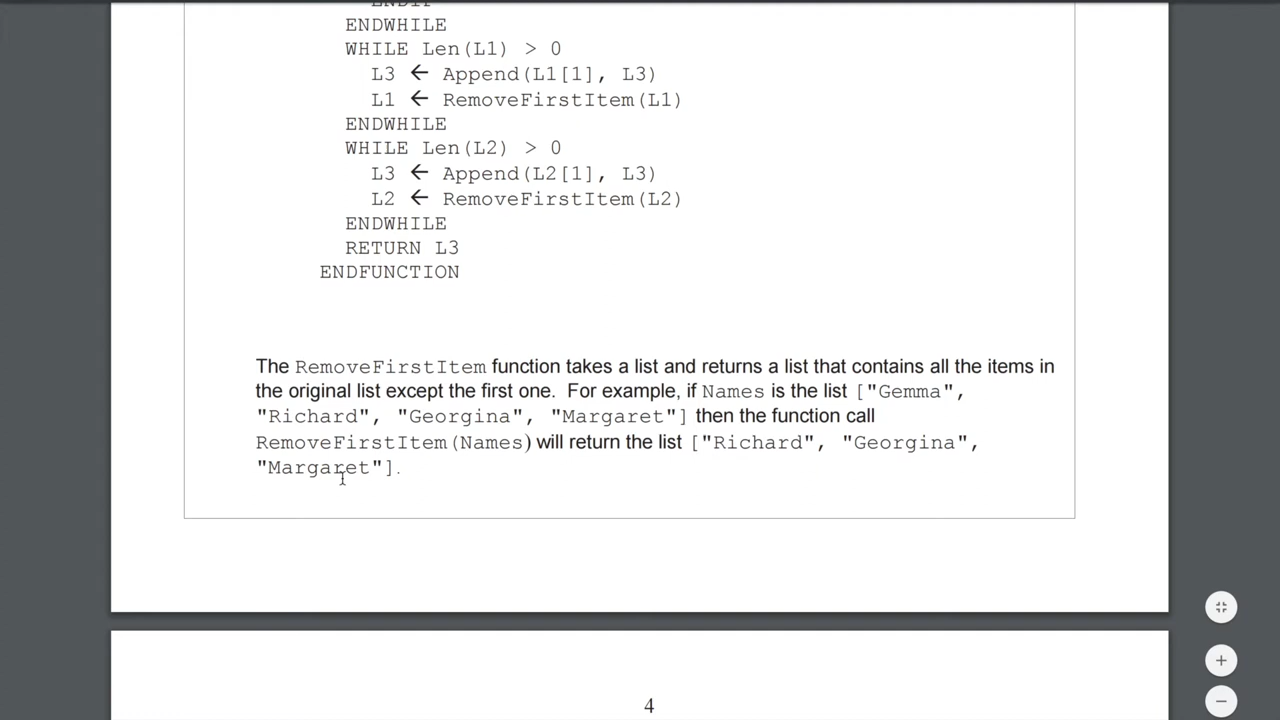 ENDIF
ENDWHILE
WHILE Len(L1) > 0
L3 ← Append(L1[1], L3)
L1 ← RemoveFirstItem(L1)
ENDWHILE
WHILE Len(L2) > 0
L3 ← Append(L2[1], L3)
L2 ← RemoveFirstItem(L2)
ENDWHILE
RETURN L3
ENDFUNCTION
The RemoveFirstItem function takes a list and returns a list that contains all the items in
the original list except the first one. For example, if Names is the list ["Gemma",
"Richard", "Georgina", "Margaret"] then the function call
RemoveFirstItem(Names) will return the list ["Richard", "Georgina",
"Margaret"].
4